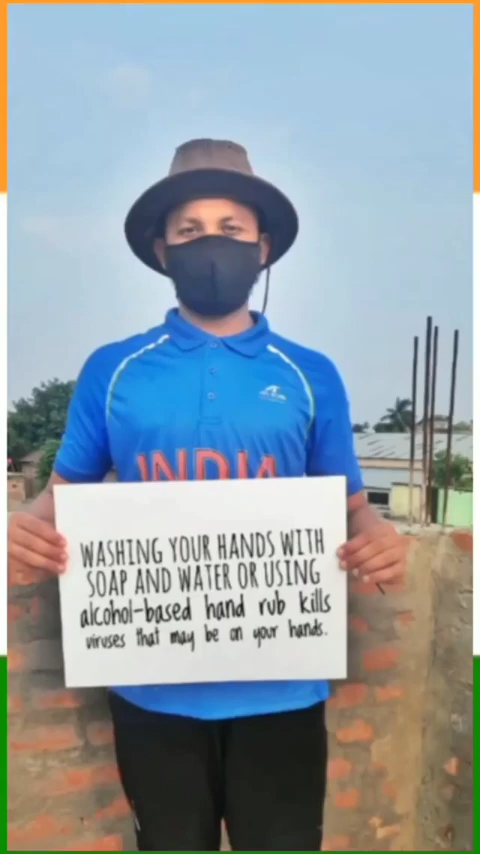 INDIA
WASHING YOUR HANDS WITH
SOAP AND WATER OR USING
alcohol-based hand rub kills
viruses that may be on your hands.